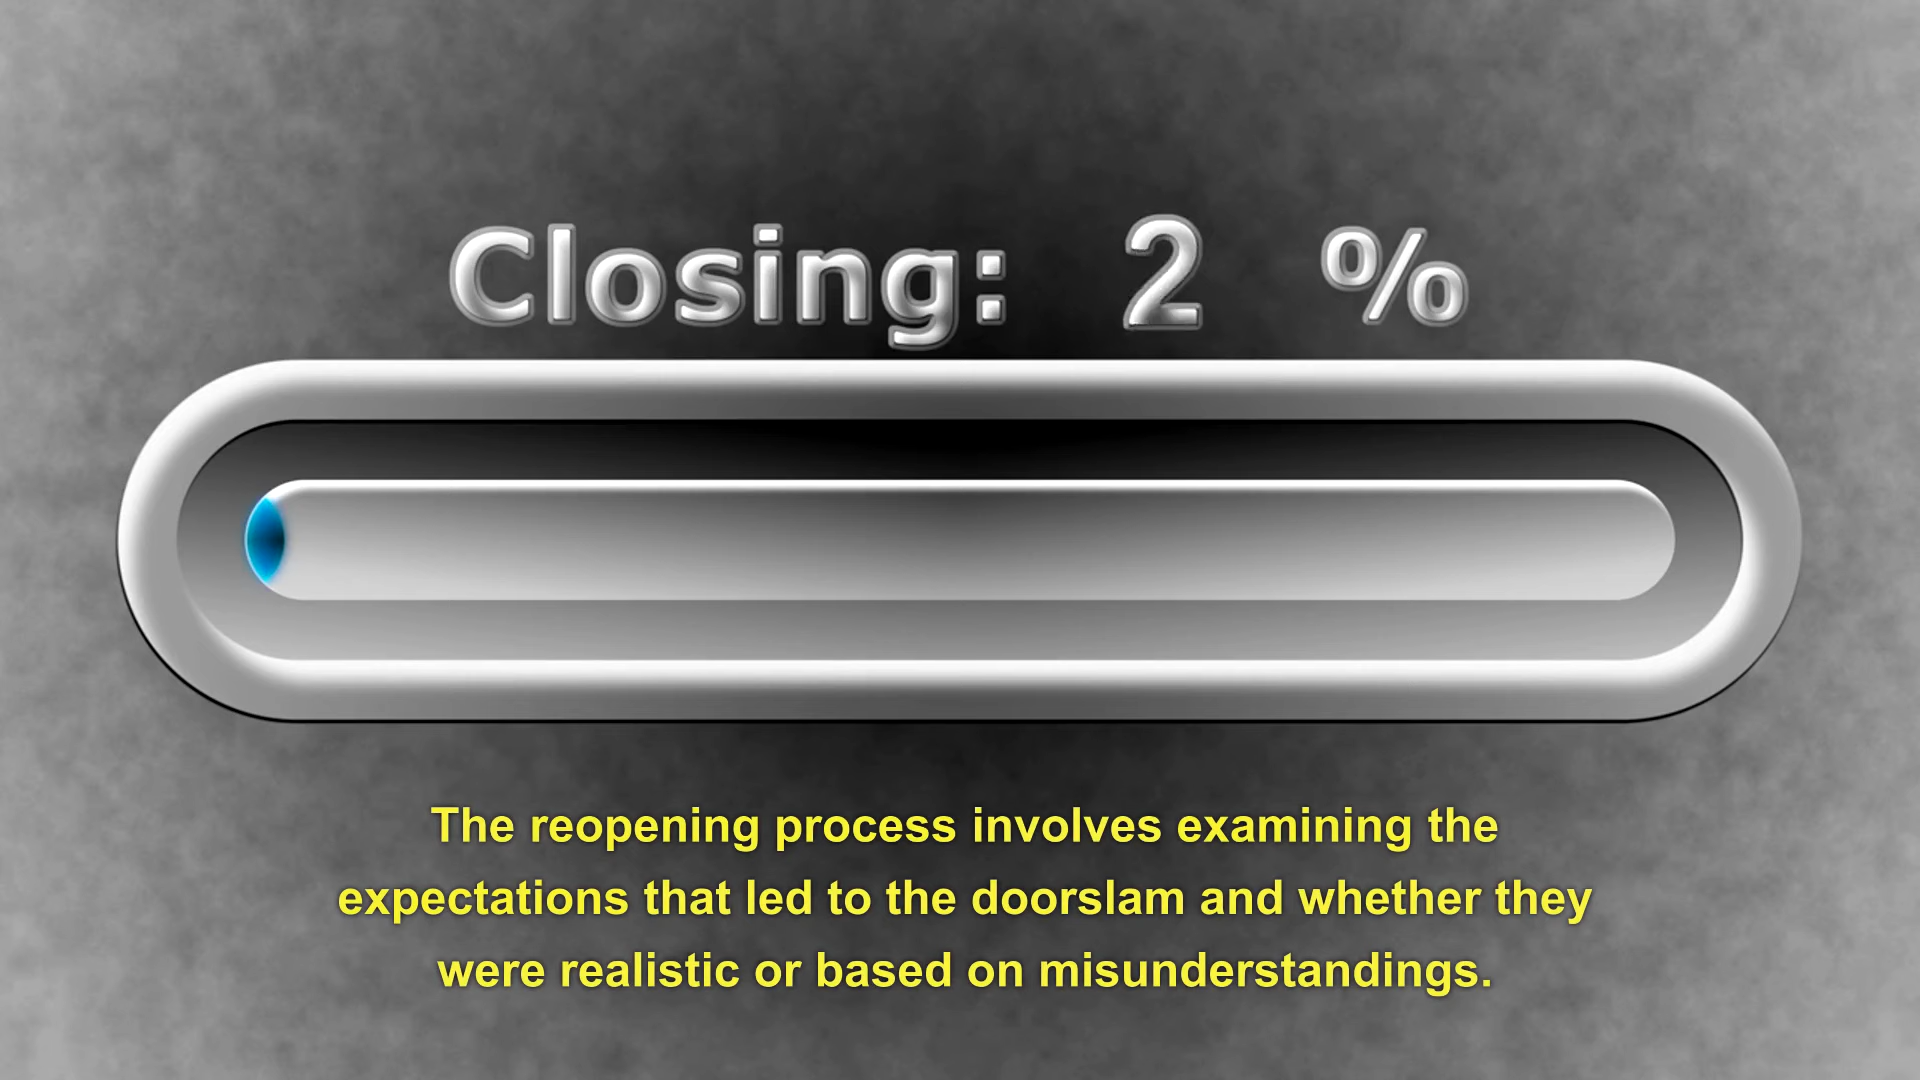 Closing: 2 %
The reopening process involves examining the
expectations that led to the doorslam and whether they
were realistic or based on misunderstandings.